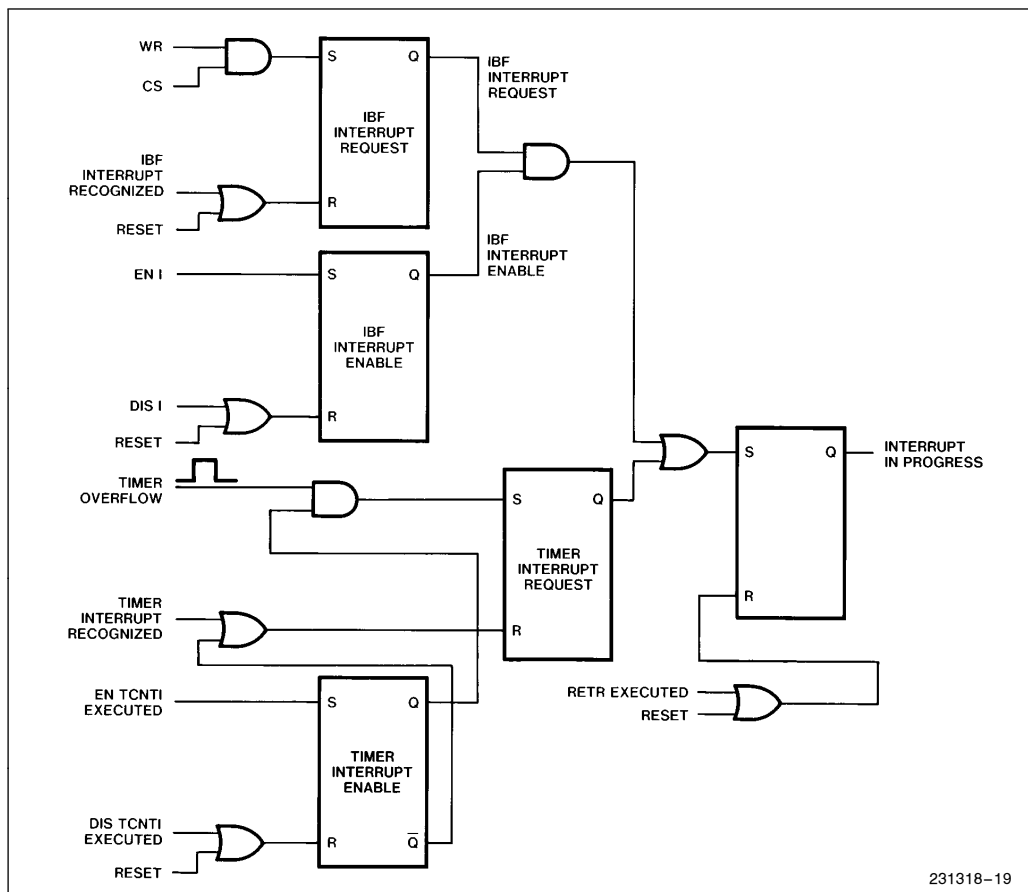 WR
CS
S
Q
IBF
INTERRUPT
REQUEST
IBF
INTERRUPT
REQUEST
IBF
INTERRUPT
RECOGNIZED
RESET
R
IBF
INTERRUPT
ENABLE
EN I
S
Q
IBF
INTERRUPT
ENABLE
DIS I
RESET
R
TIMER
OVERFLOW
S
Q
TIMER
INTERRUPT
REQUEST
R
S
Q
INTERRUPT
IN PROGRESS
R
TIMER
INTERRUPT
RECOGNIZED
EN TCNTI
EXECUTED
S
Q
TIMER
INTERRUPT
ENABLE
RETR EXECUTED
RESET
DIS TCNTI
EXECUTED
RESET
R
Q̅
231318–19